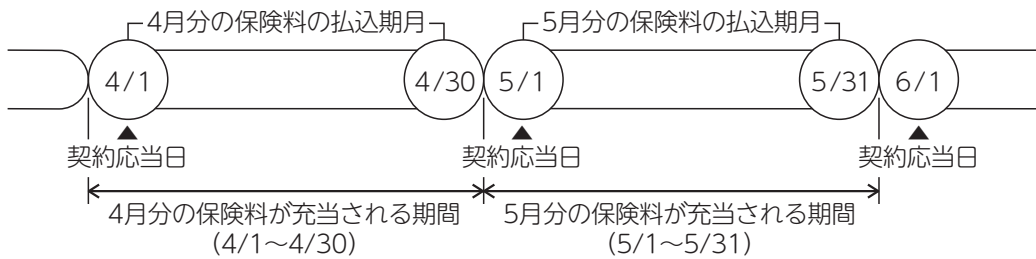 4月分の保険料の払込期月
5月分の保険料の払込期月
4/1
4/30
5/1
5/31
6/1
契約応当日
契約応当日
契約応当日
4月分の保険料が充当される期間
(4/1～4/30)
5月分の保険料が充当される期間
(5/1～5/31)